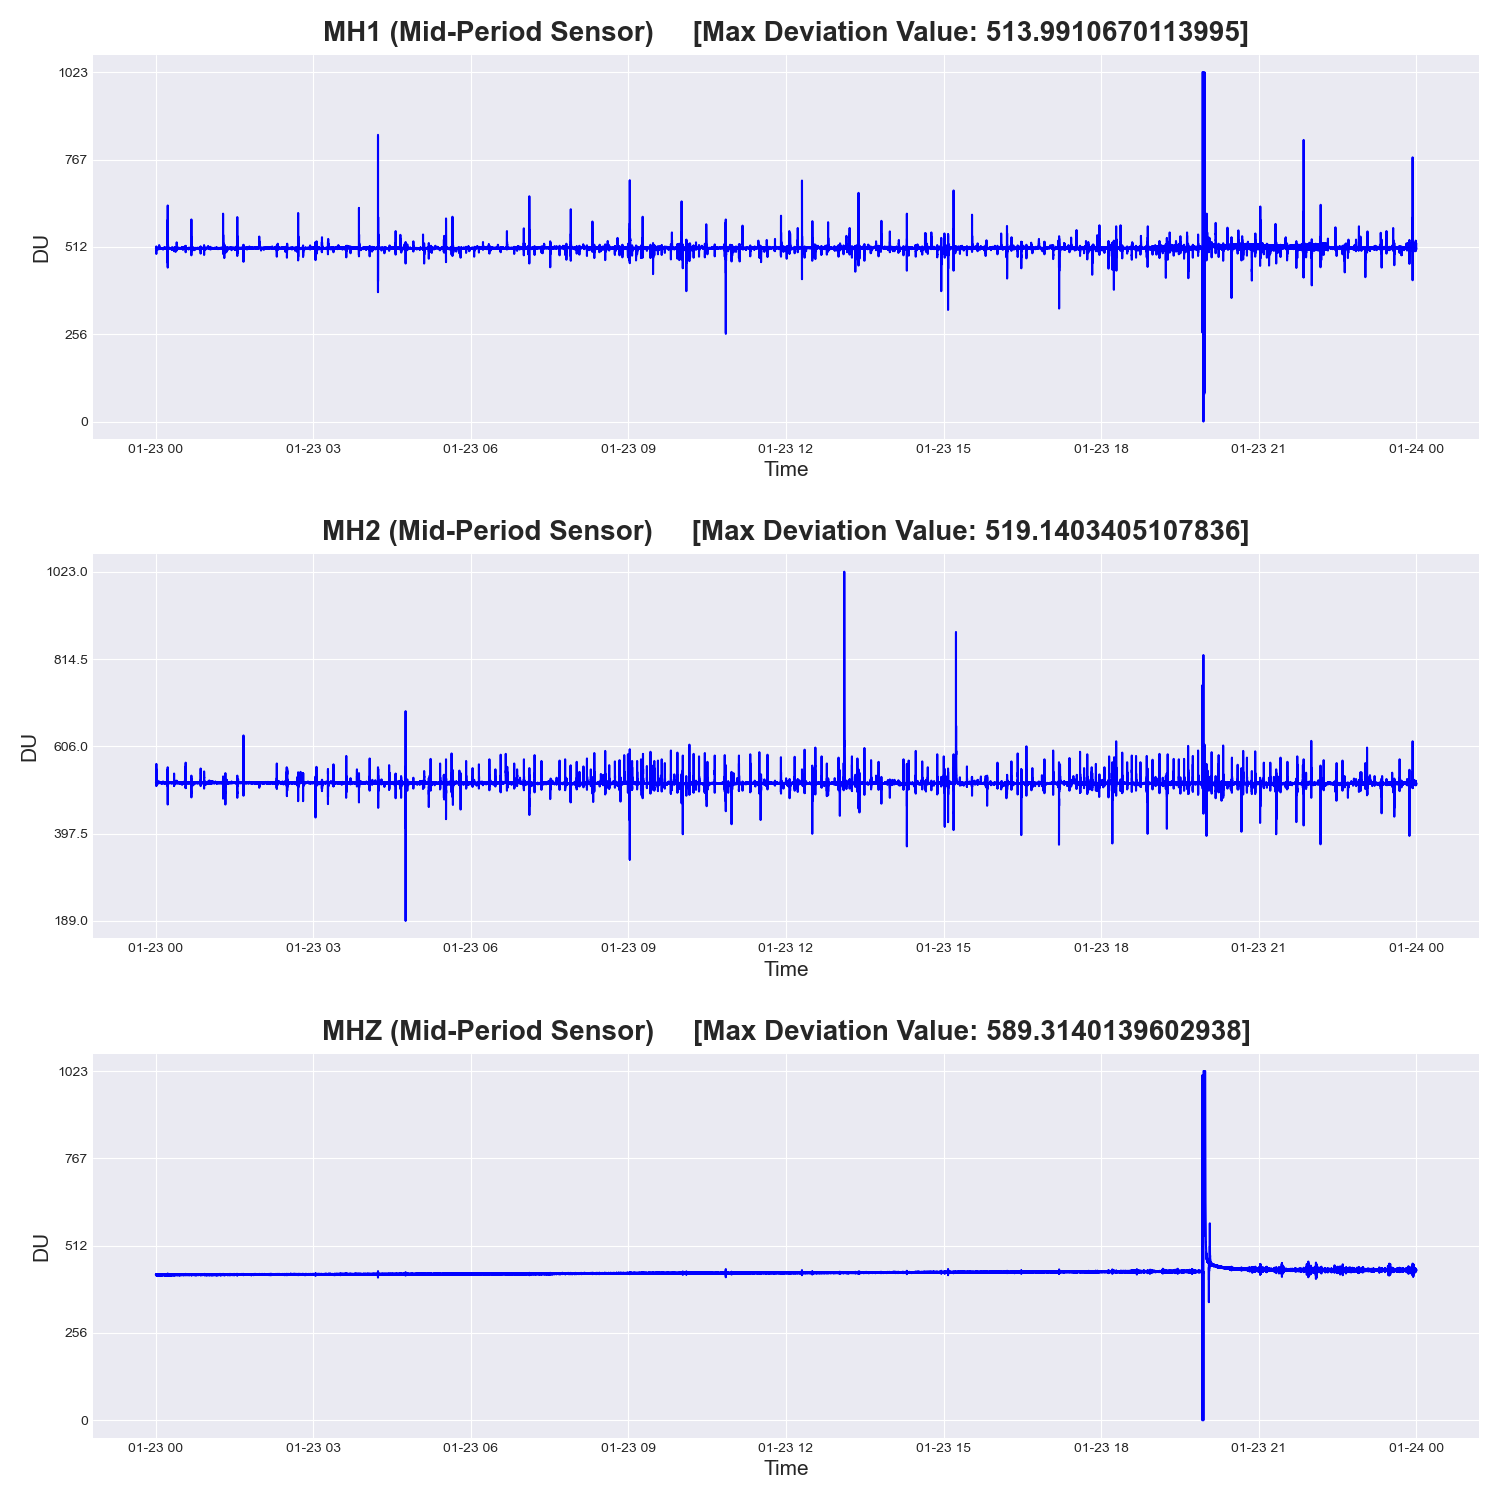 MH1 (Mid-Period Sensor) [Max Deviation Value: 513.9910670113995]
1023
767
512
256
0
DU
01-23 00 01-23 03 01-23 06 01-23 09 01-23 12 01-23 15 01-23 18 01-23 21 01-24 00
Time
MH2 (Mid-Period Sensor) [Max Deviation Value: 519.1403405107836]
1023.0
814.5
606.0
397.5
189.0
DU
01-23 00 01-23 03 01-23 06 01-23 09 01-23 12 01-23 15 01-23 18 01-23 21 01-24 00
Time
MHZ (Mid-Period Sensor) [Max Deviation Value: 589.3140139602938]
1023
767
512
256
0
DU
01-23 00 01-23 03 01-23 06 01-23 09 01-23 12 01-23 15 01-23 18 01-23 21 01-24 00
Time